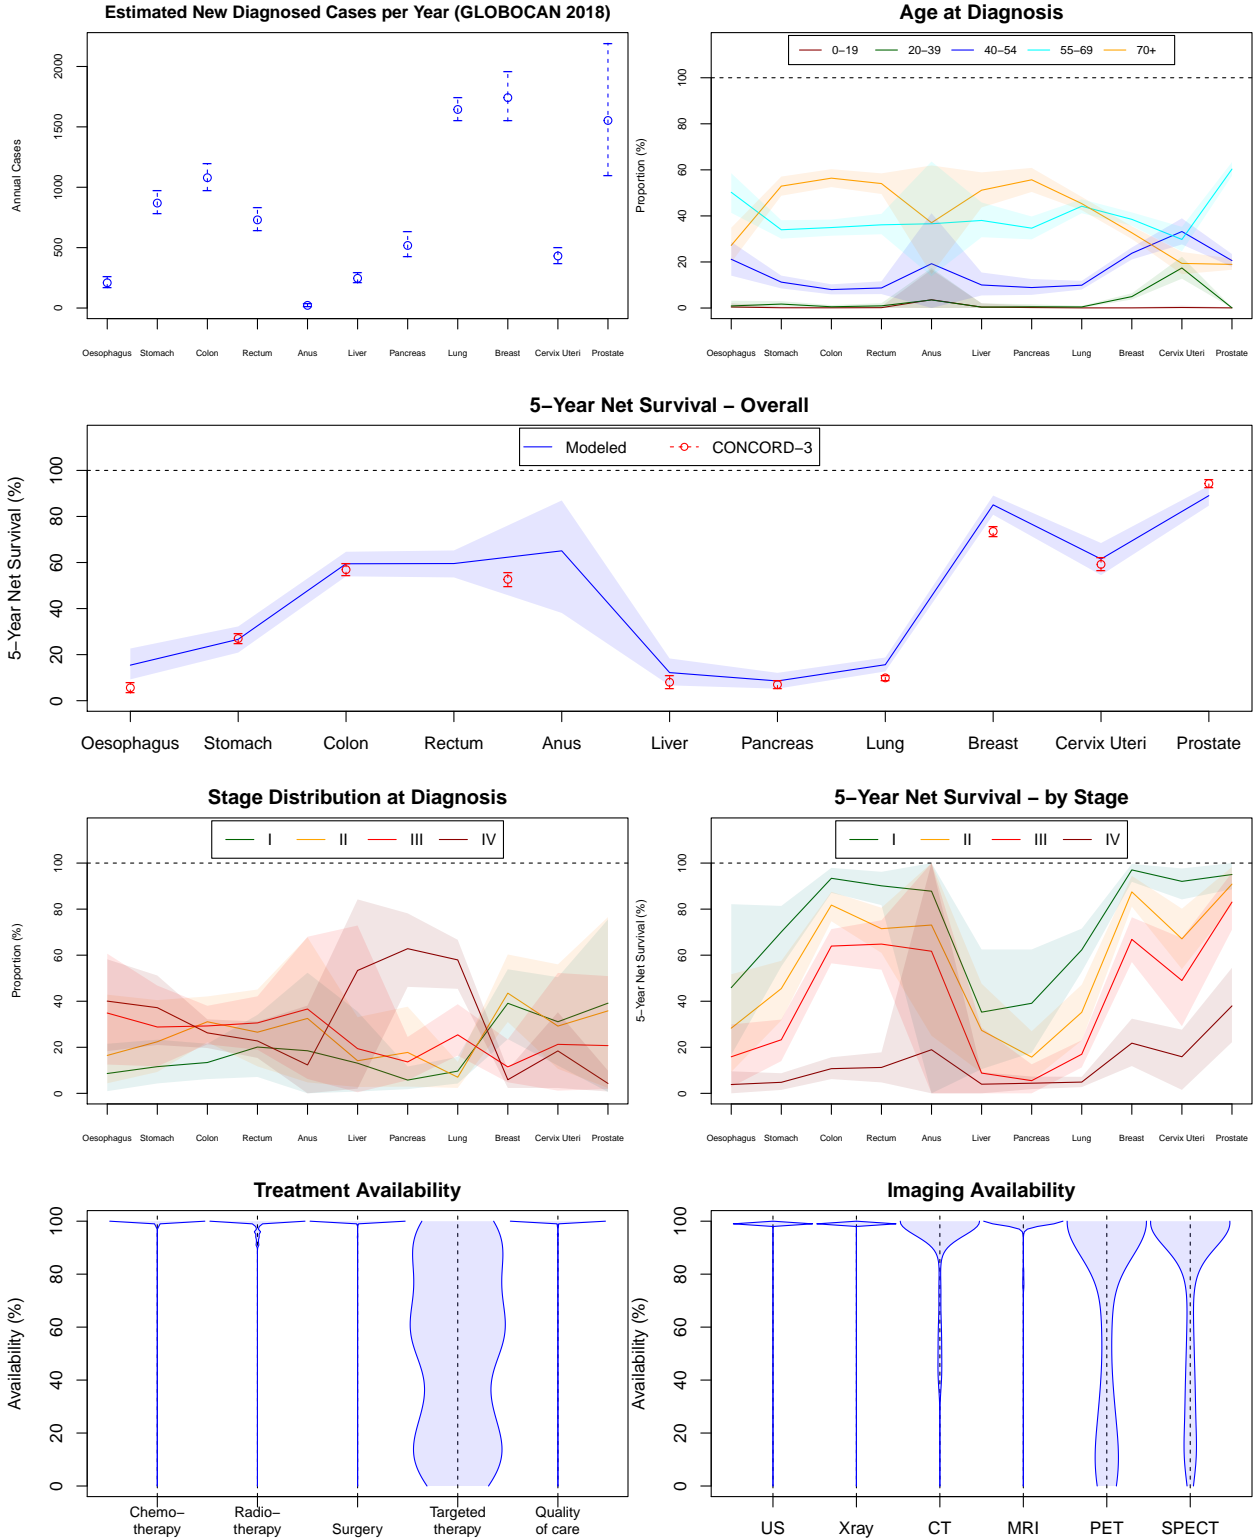 Estimated New Diagnosed Cases per Year (GLOBOCAN 2018)
Annual Cases
2000
1500
1000
500
0
Oesophagus Stomach Colon Rectum Anus Liver Pancreas Lung Breast Cervix Uteri Prostate
Age at Diagnosis
0−19 20−39 40−54 55−69 70+
Proportion (%)
100
80
60
40
20
0
Oesophagus Stomach Colon Rectum Anus Liver Pancreas Lung Breast Cervix Uteri Prostate
5−Year Net Survival − Overall
Modeled CONCORD−3
5−Year Net Survival (%)
100
80
60
40
20
0
Oesophagus Stomach Colon Rectum Anus Liver Pancreas Lung Breast Cervix Uteri Prostate
Stage Distribution at Diagnosis
I II III IV
Proportion (%)
100
80
60
40
20
0
Oesophagus Stomach Colon Rectum Anus Liver Pancreas Lung Breast Cervix Uteri Prostate
5−Year Net Survival − by Stage
I II III IV
5−Year Net Survival (%)
100
80
60
40
20
0
Oesophagus Stomach Colon Rectum Anus Liver Pancreas Lung Breast Cervix Uteri Prostate
Treatment Availability
Availability (%)
100
80
60
40
20
0
Chemo−
therapy
Radio−
therapy
Surgery
Targeted
therapy
Quality
of care
Imaging Availability
Availability (%)
100
80
60
40
20
0
US Xray CT MRI PET SPECT